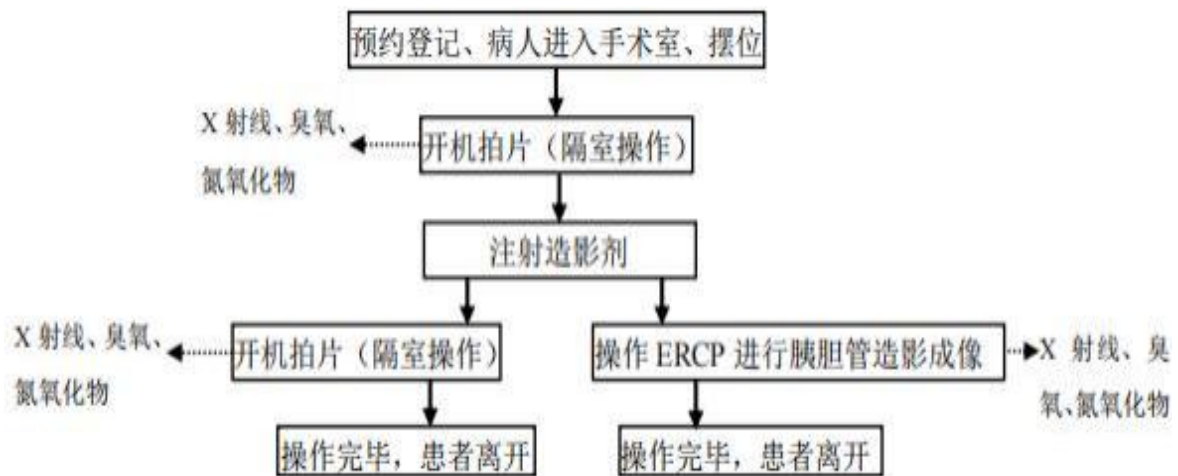 预约登记、病人进入手术室、摆位
X 射线、臭氧、
氮氧化物
开机拍片（隔室操作）
注射造影剂
X 射线、臭氧、
氮氧化物
开机拍片（隔室操作）
操作 ERCP 进行胰胆管造影成像
X 射线、臭
氧、氮氧化物
操作完毕，患者离开
操作完毕，患者离开